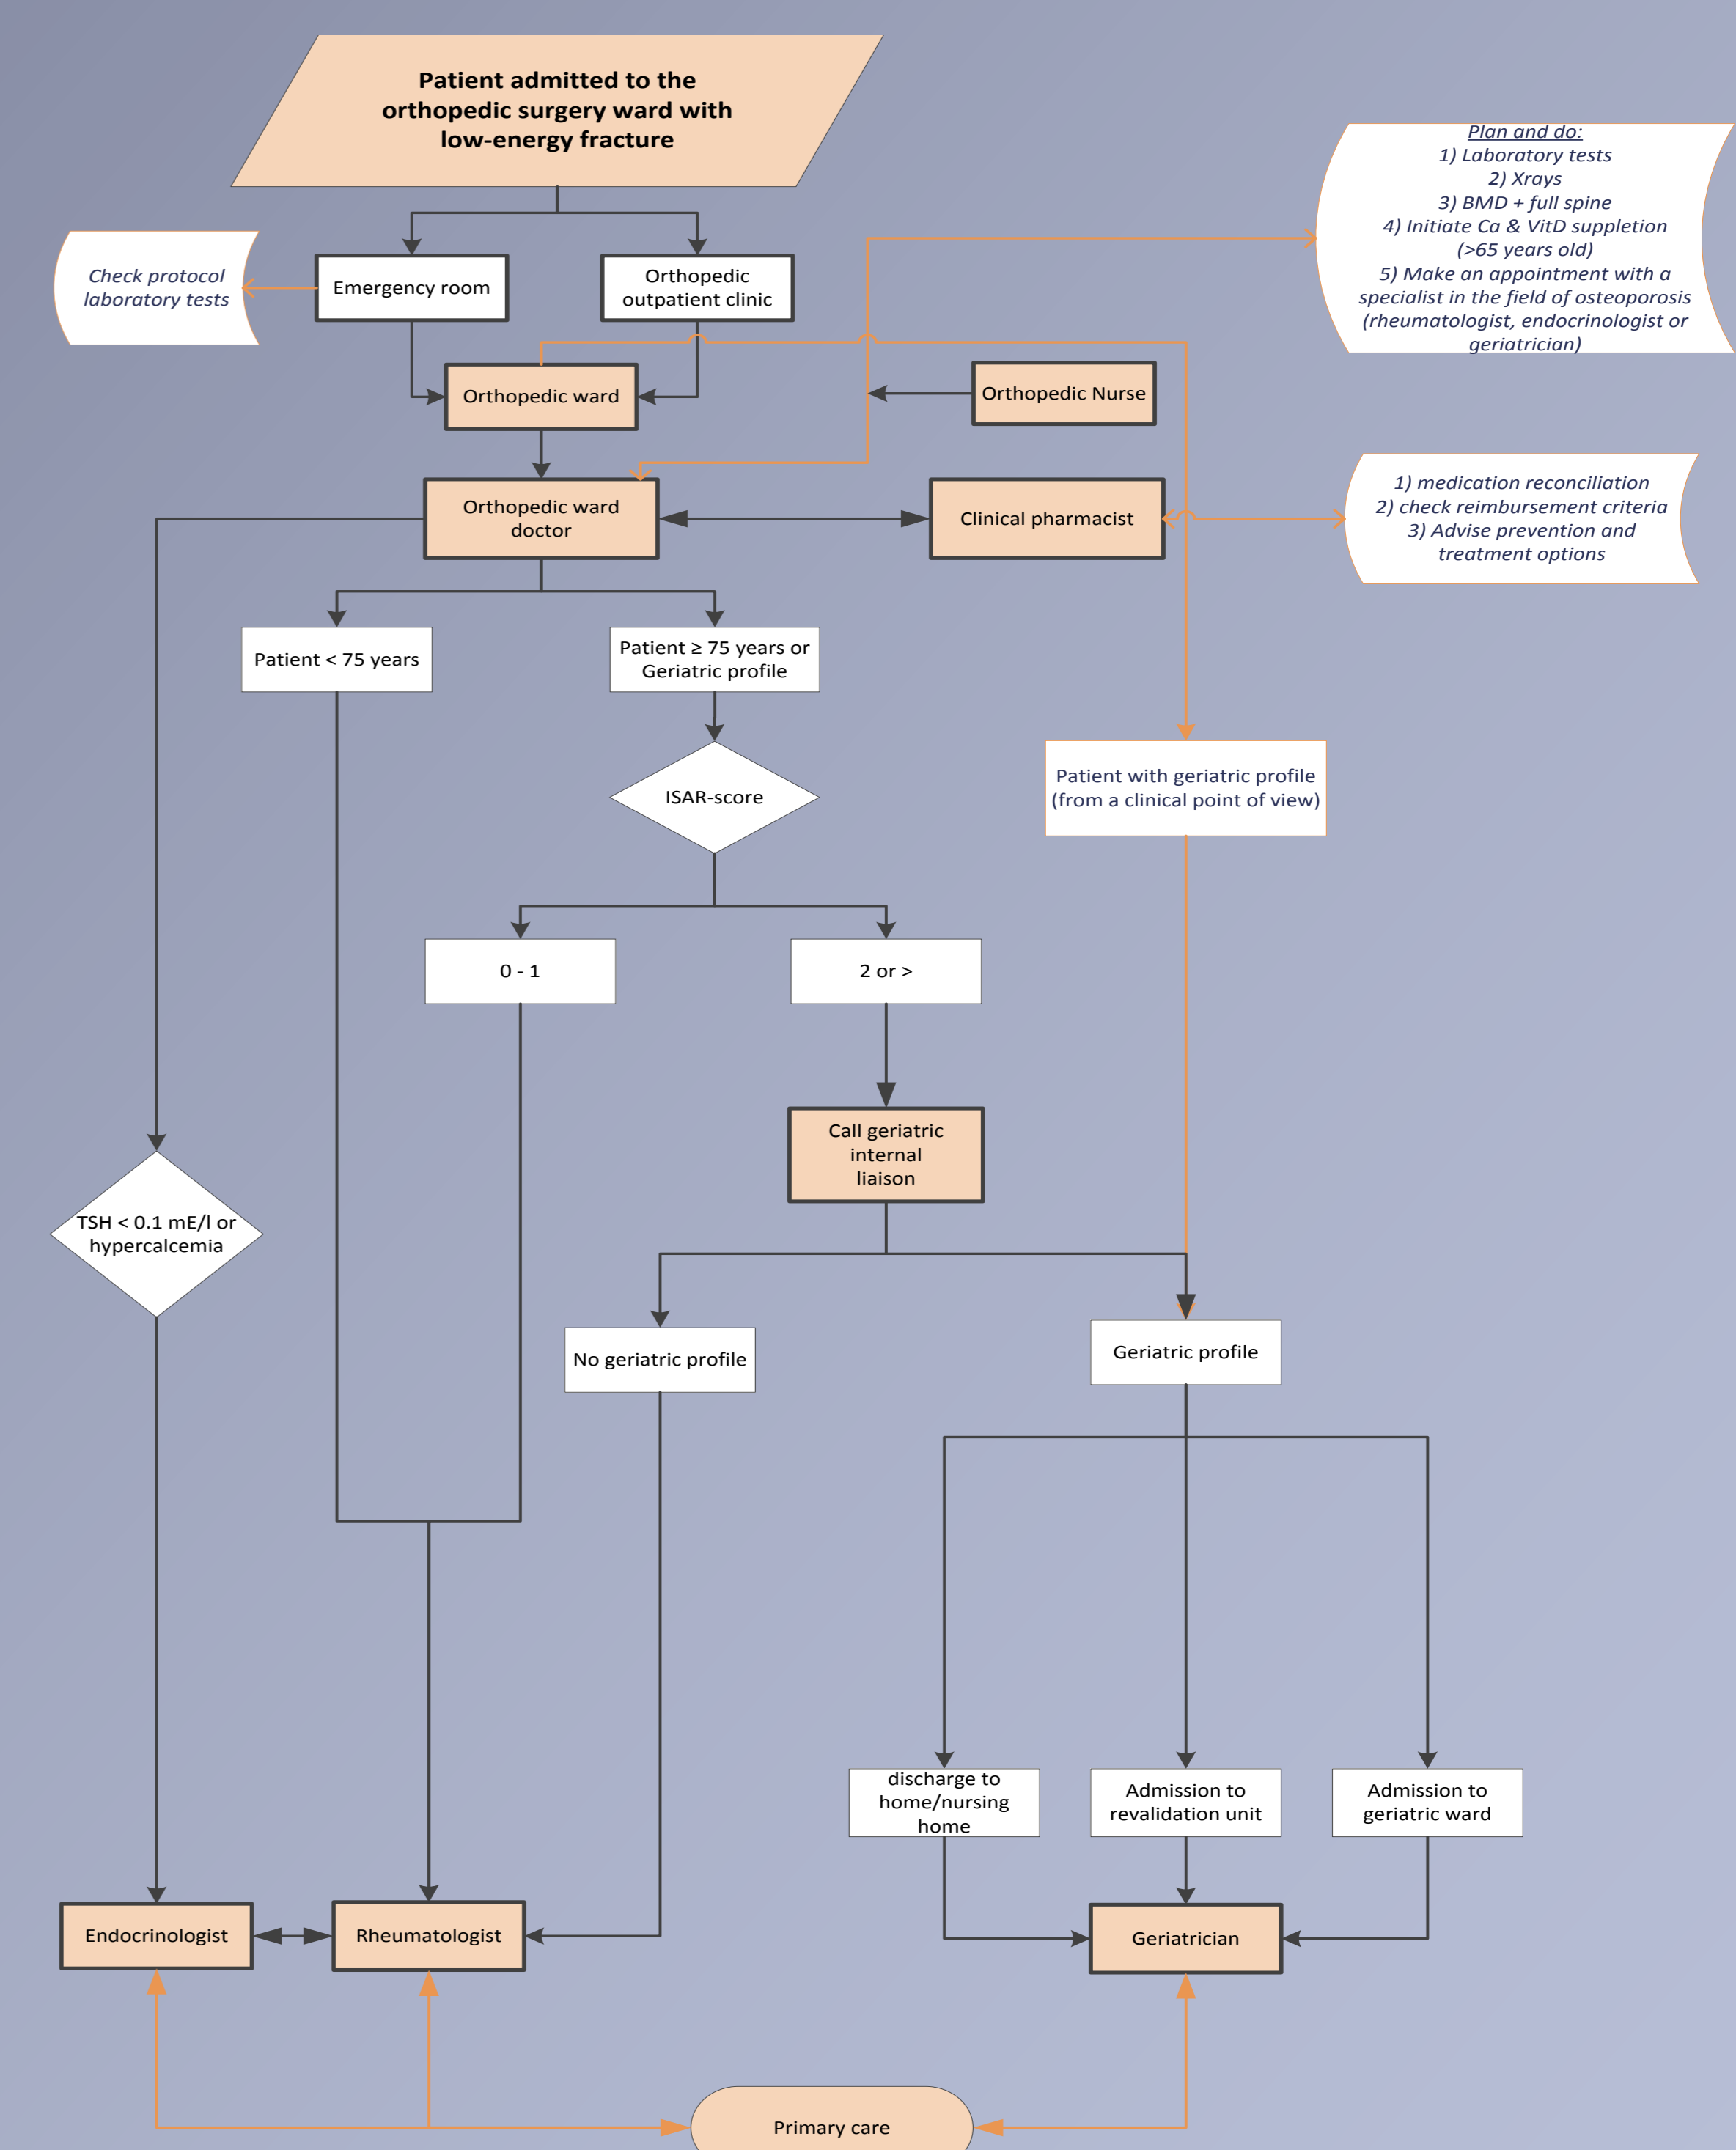 Patient admitted to the
orthopedic surgery ward with
low-energy fracture
Plan and do:
1) Laboratory tests
2) Xrays
3) BMD + full spine
4) Initiate Ca & VitD suppletion
(>65 years old)
5) Make an appointment with a
specialist in the field of osteoporosis
(rheumatologist, endocrinologist or
geriatrician)
Check protocol
laboratory tests
Emergency room
Orthopedic
outpatient clinic
Orthopedic ward
Orthopedic Nurse
Orthopedic ward
doctor
Clinical pharmacist
1) medication reconciliation
2) check reimbursement criteria
3) Advise prevention and
treatment options
Patient < 75 years
Patient ≥ 75 years or
Geriatric profile
ISAR-score
Patient with geriatric profile
(from a clinical point of view)
0 - 1
2 or >
Call geriatric
internal
liaison
TSH < 0.1 mE/l or
hypercalcemia
No geriatric profile
Geriatric profile
discharge to
home/nursing
home
Admission to
revalidation unit
Admission to
geriatric ward
Endocrinologist
Rheumatologist
Geriatrician
Primary care